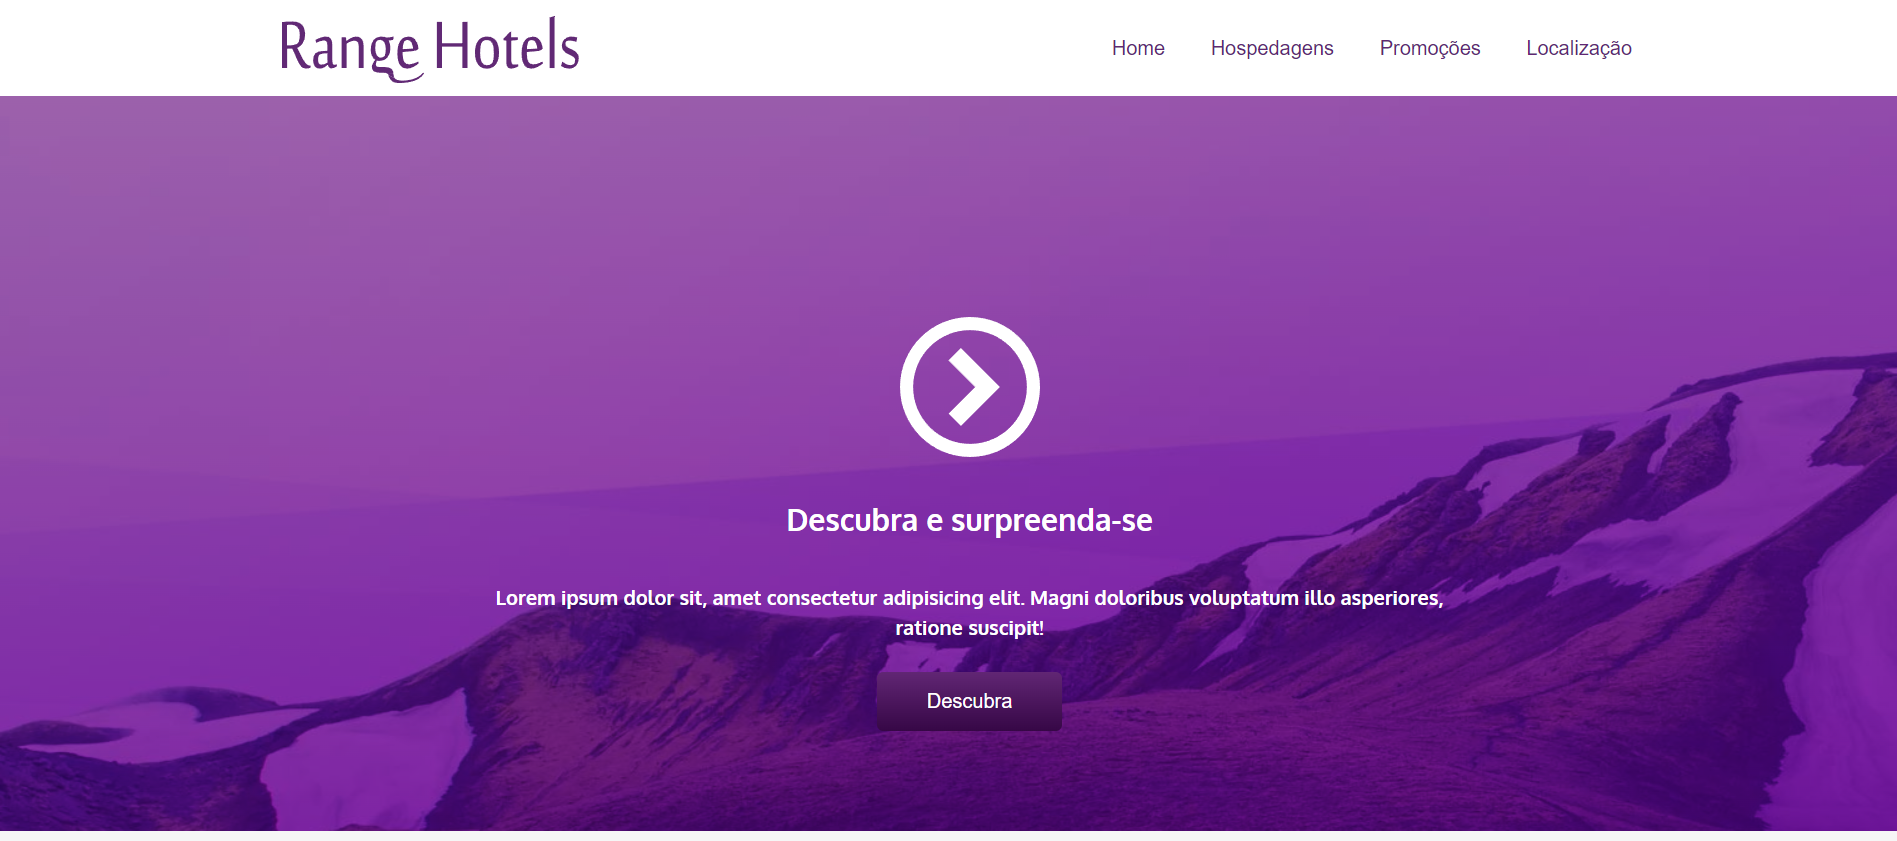 Range Hotels
Home
Hospedagens
Promoções
Localização
Descubra e surpreenda-se
Lorem ipsum dolor sit, amet consectetur adipisicing elit. Magni doloribus voluptatum illo asperiores,
ratione suscipit!
Descubra